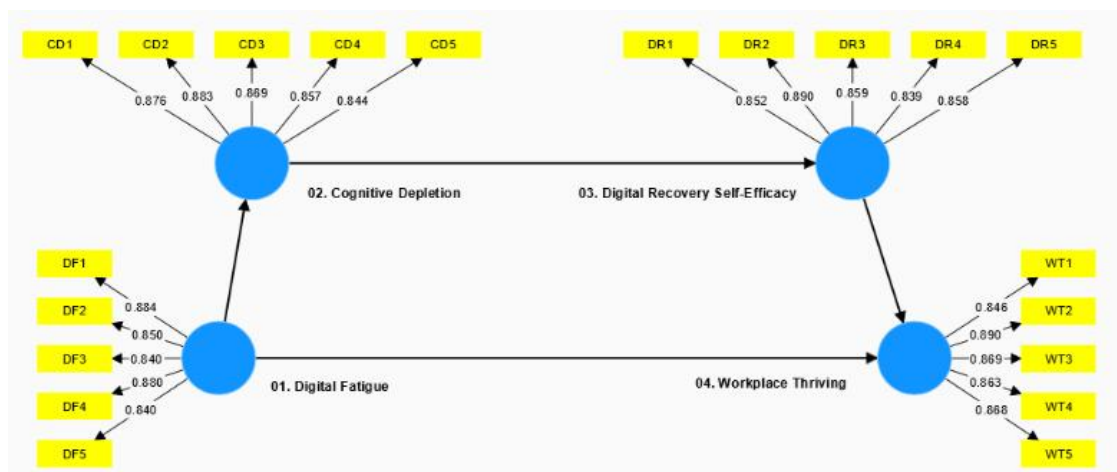 CD1 CD2 CD3 CD4 CD5 DR1 DR2 DR3 DR4 DR5
0.876 0.883 0.869 0.857 0.844 0.852 0.890 0.859 0.839 0.858
02. Cognitive Depletion 03. Digital Recovery Self-Efficacy
DF1 WT1
0.884 0.846
DF2 WT2
0.850 0.890
DF3 0.840 0.869 WT3
0.880 0.863
01. Digital Fatigue 04. Workplace Thriving
DF4 WT4
0.840 0.868
DF5 WT5